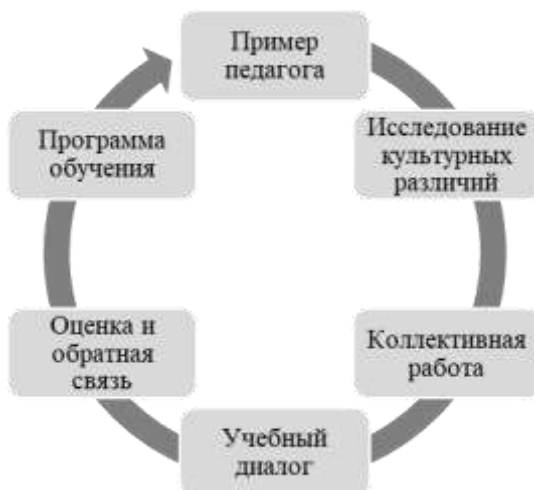 Пример
педагога
Исследование
культурных
различий
Коллективная
работа
Учебный
диалог
Оценка и
обратная
связь
Программа
обучения